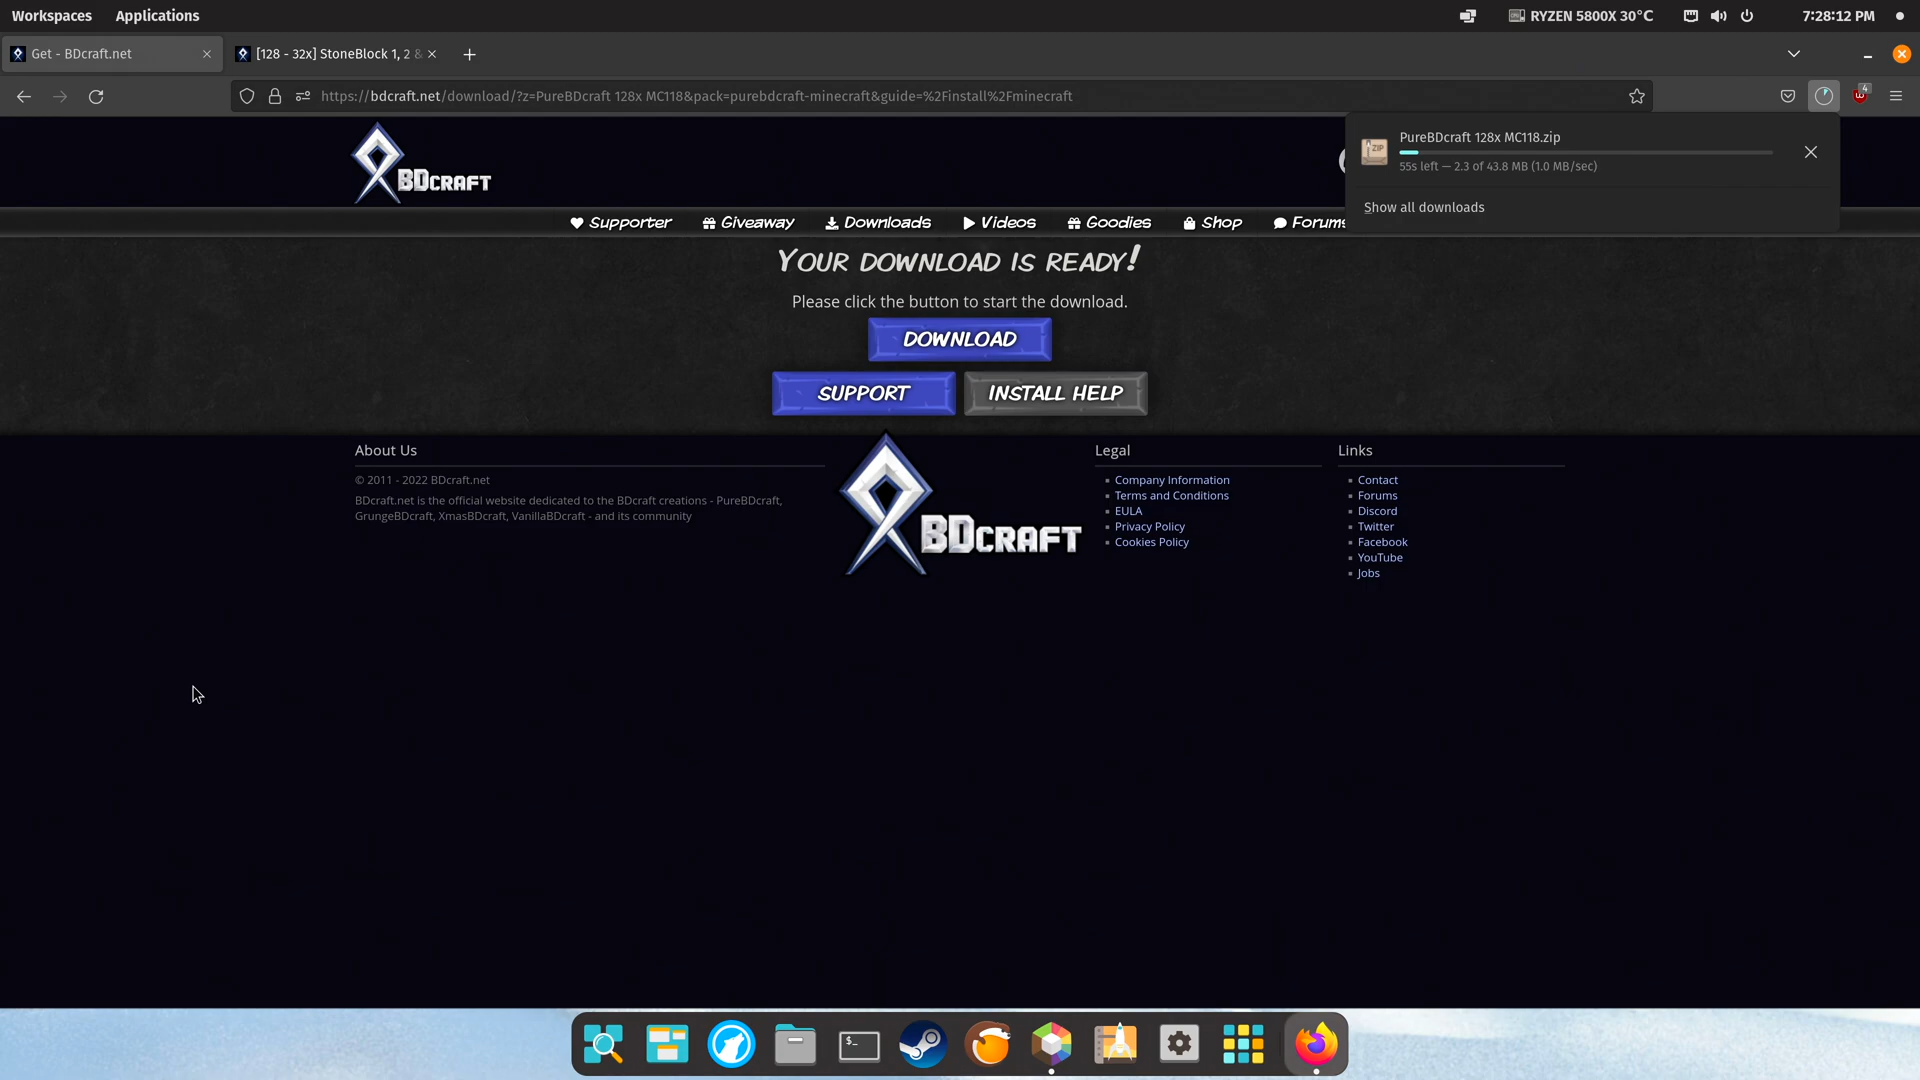 Workspaces Applications RYZEN 5800X 30°C 7:28:12 PM
Get - BDcraft.net [128 - 32x] StoneBlock 1, 2 &
https://bdcraft.net/download/?z=PureBDcraft 128x MC118&pack=purebdcraft-minecraft&guide=%2Finstall%2Fminecraft 4
PureBDcraft 128x MC118.zip
55s left — 2.3 of 43.8 MB (1.0 MB/sec)
Show all downloads
BDCRAFT
Supporter Giveaway Downloads Videos Goodies Shop Forums
YOUR DOWNLOAD IS READY!
Please click the button to start the download.
DOWNLOAD
SUPPORT INSTALL HELP
About Us
© 2011 - 2022 BDcraft.net
BDcraft.net is the official website dedicated to the BDcraft creations - PureBDcraft,
GrungeBDcraft, XmasBDcraft, VanillaBDcraft - and its community
BDCRAFT
Legal
Company Information
Terms and Conditions
EULA
Privacy Policy
Cookies Policy
Links
Contact
Forums
Discord
Twitter
Facebook
YouTube
Jobs
ZIP
$_